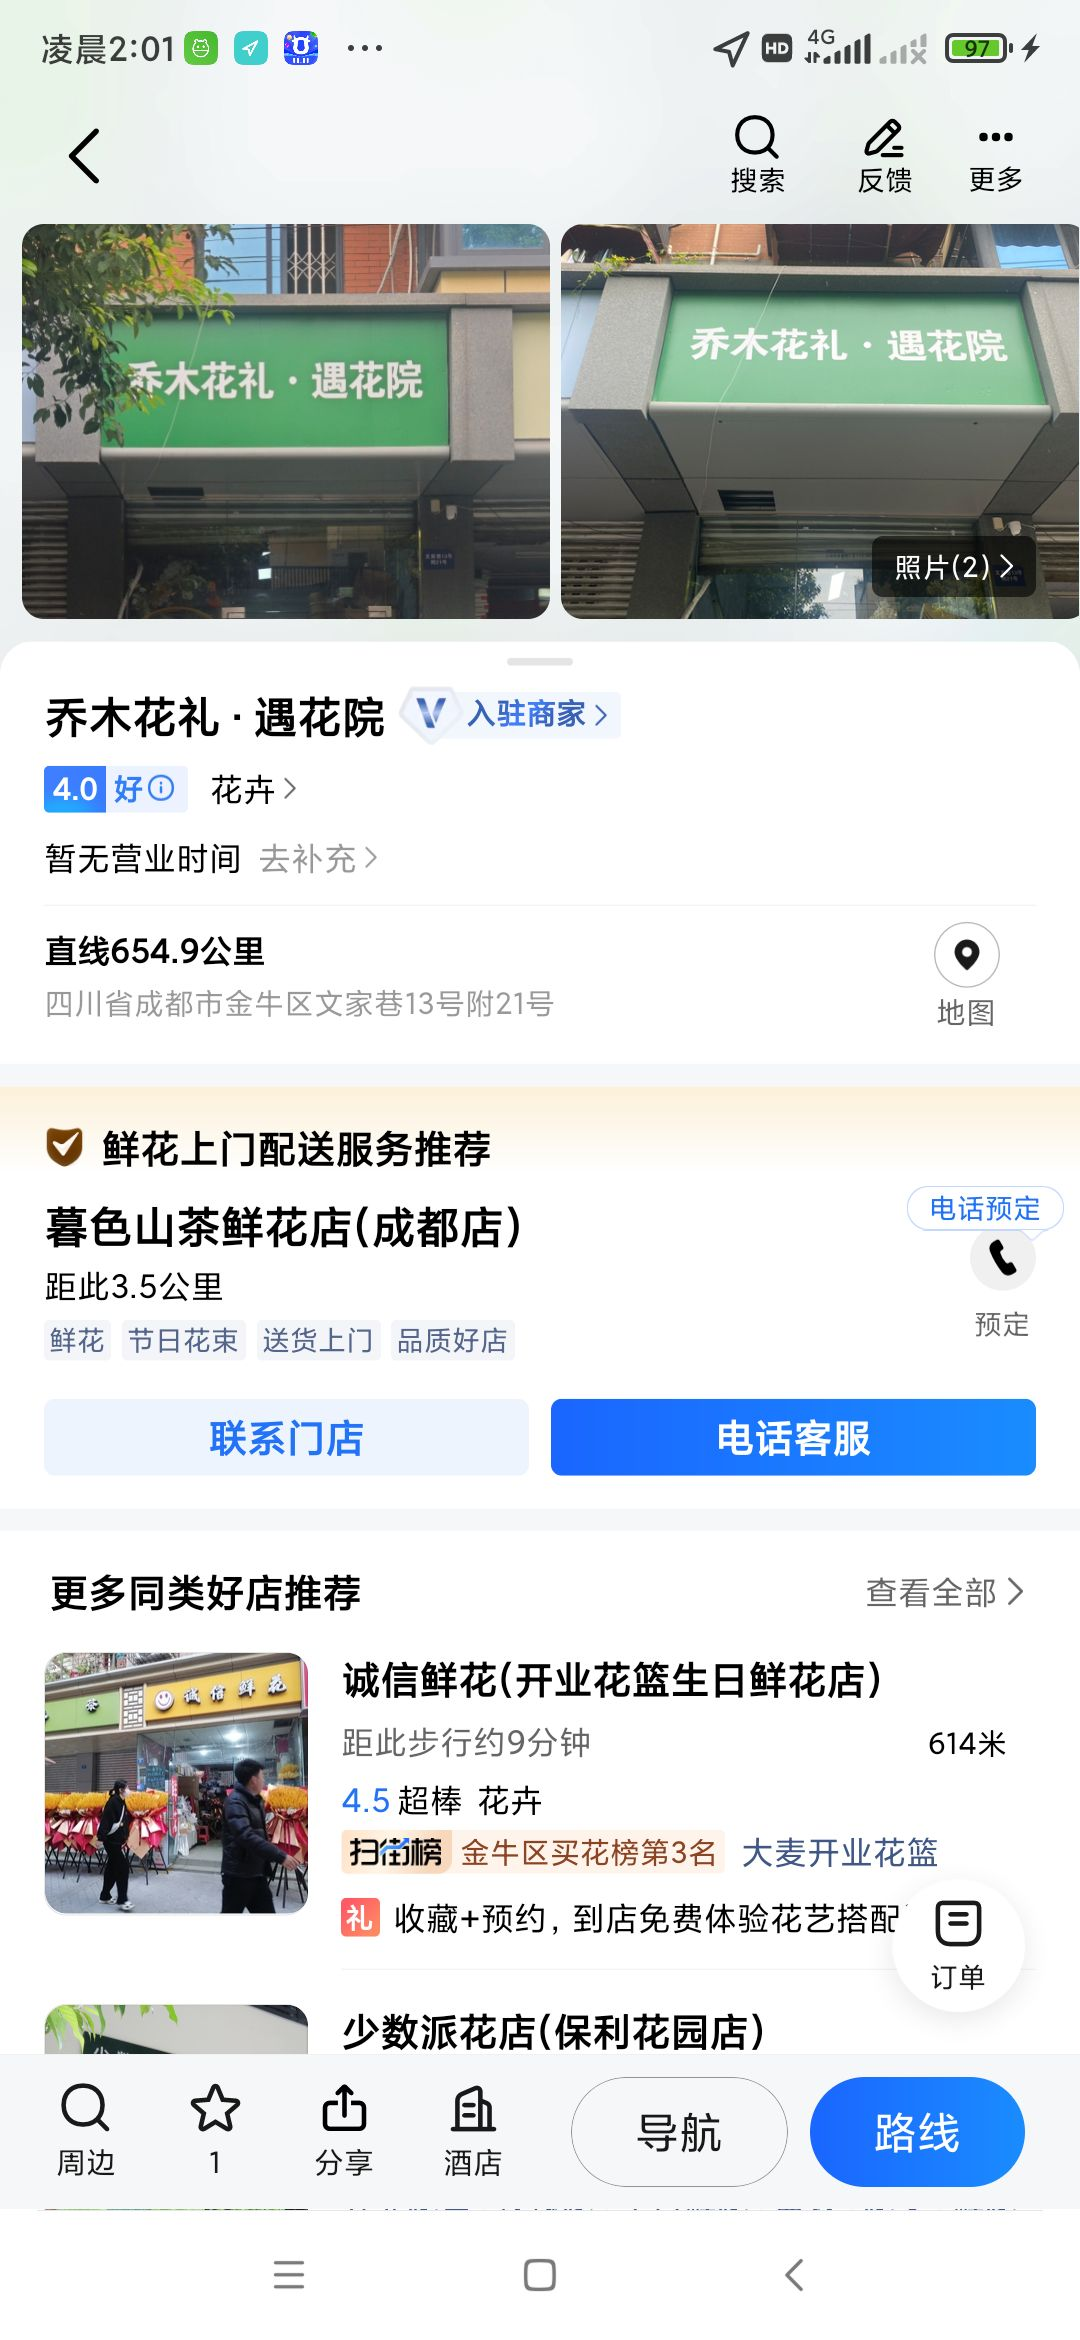 凌晨2:01
HD 4G 97
搜索 反馈 更多
乔木花礼·遇花院
乔木花礼·遇花院
照片(2)
乔木花礼·遇花院 V 入驻商家
4.0 好 花卉
暂无营业时间 去补充
直线654.9公里
四川省成都市金牛区文家巷13号附21号
地图
鲜花上门配送服务推荐
暮色山茶鲜花店(成都店)
电话预定
距此3.5公里
预定
鲜花 节日花束 送货上门 品质好店
联系门店 电话客服
更多同类好店推荐 查看全部
茶 诚信鲜花
诚信鲜花(开业花篮生日鲜花店)
距此步行约9分钟 614米
4.5 超棒 花卉
扫街榜 金牛区买花榜第3名 大麦开业花篮
礼 收藏+预约，到店免费体验花艺搭配
订单
少数派花店(保利花园店)
周边 1 分享 酒店 导航 路线